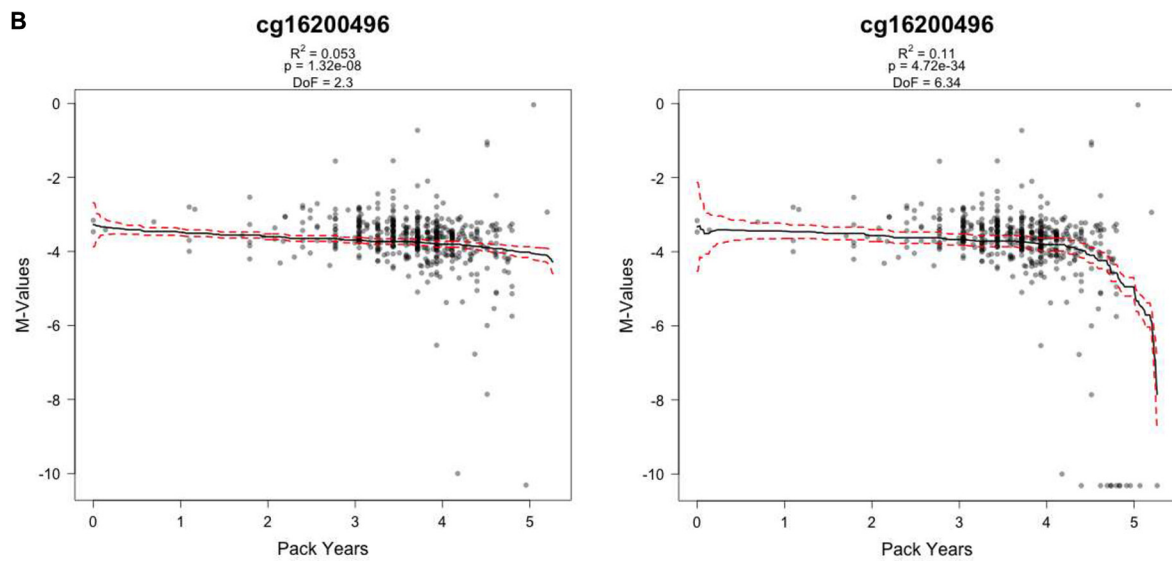 B
cg16200496
R² = 0.053
p = 1.32e-08
DoF = 2.3
0
-2
-4
-6
-8
-10
M-Values
0 1 2 3 4 5
Pack Years
cg16200496
R² = 0.11
p = 4.72e-34
DoF = 6.34
0
-2
-4
-6
-8
-10
M-Values
0 1 2 3 4 5
Pack Years